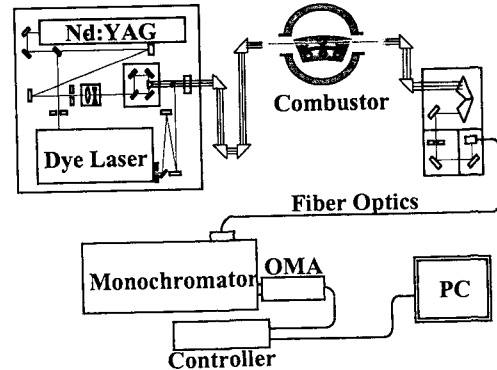 Nd:YAG
Combustor
Dye Laser
Fiber Optics
Monochromator
OMA
PC
Controller